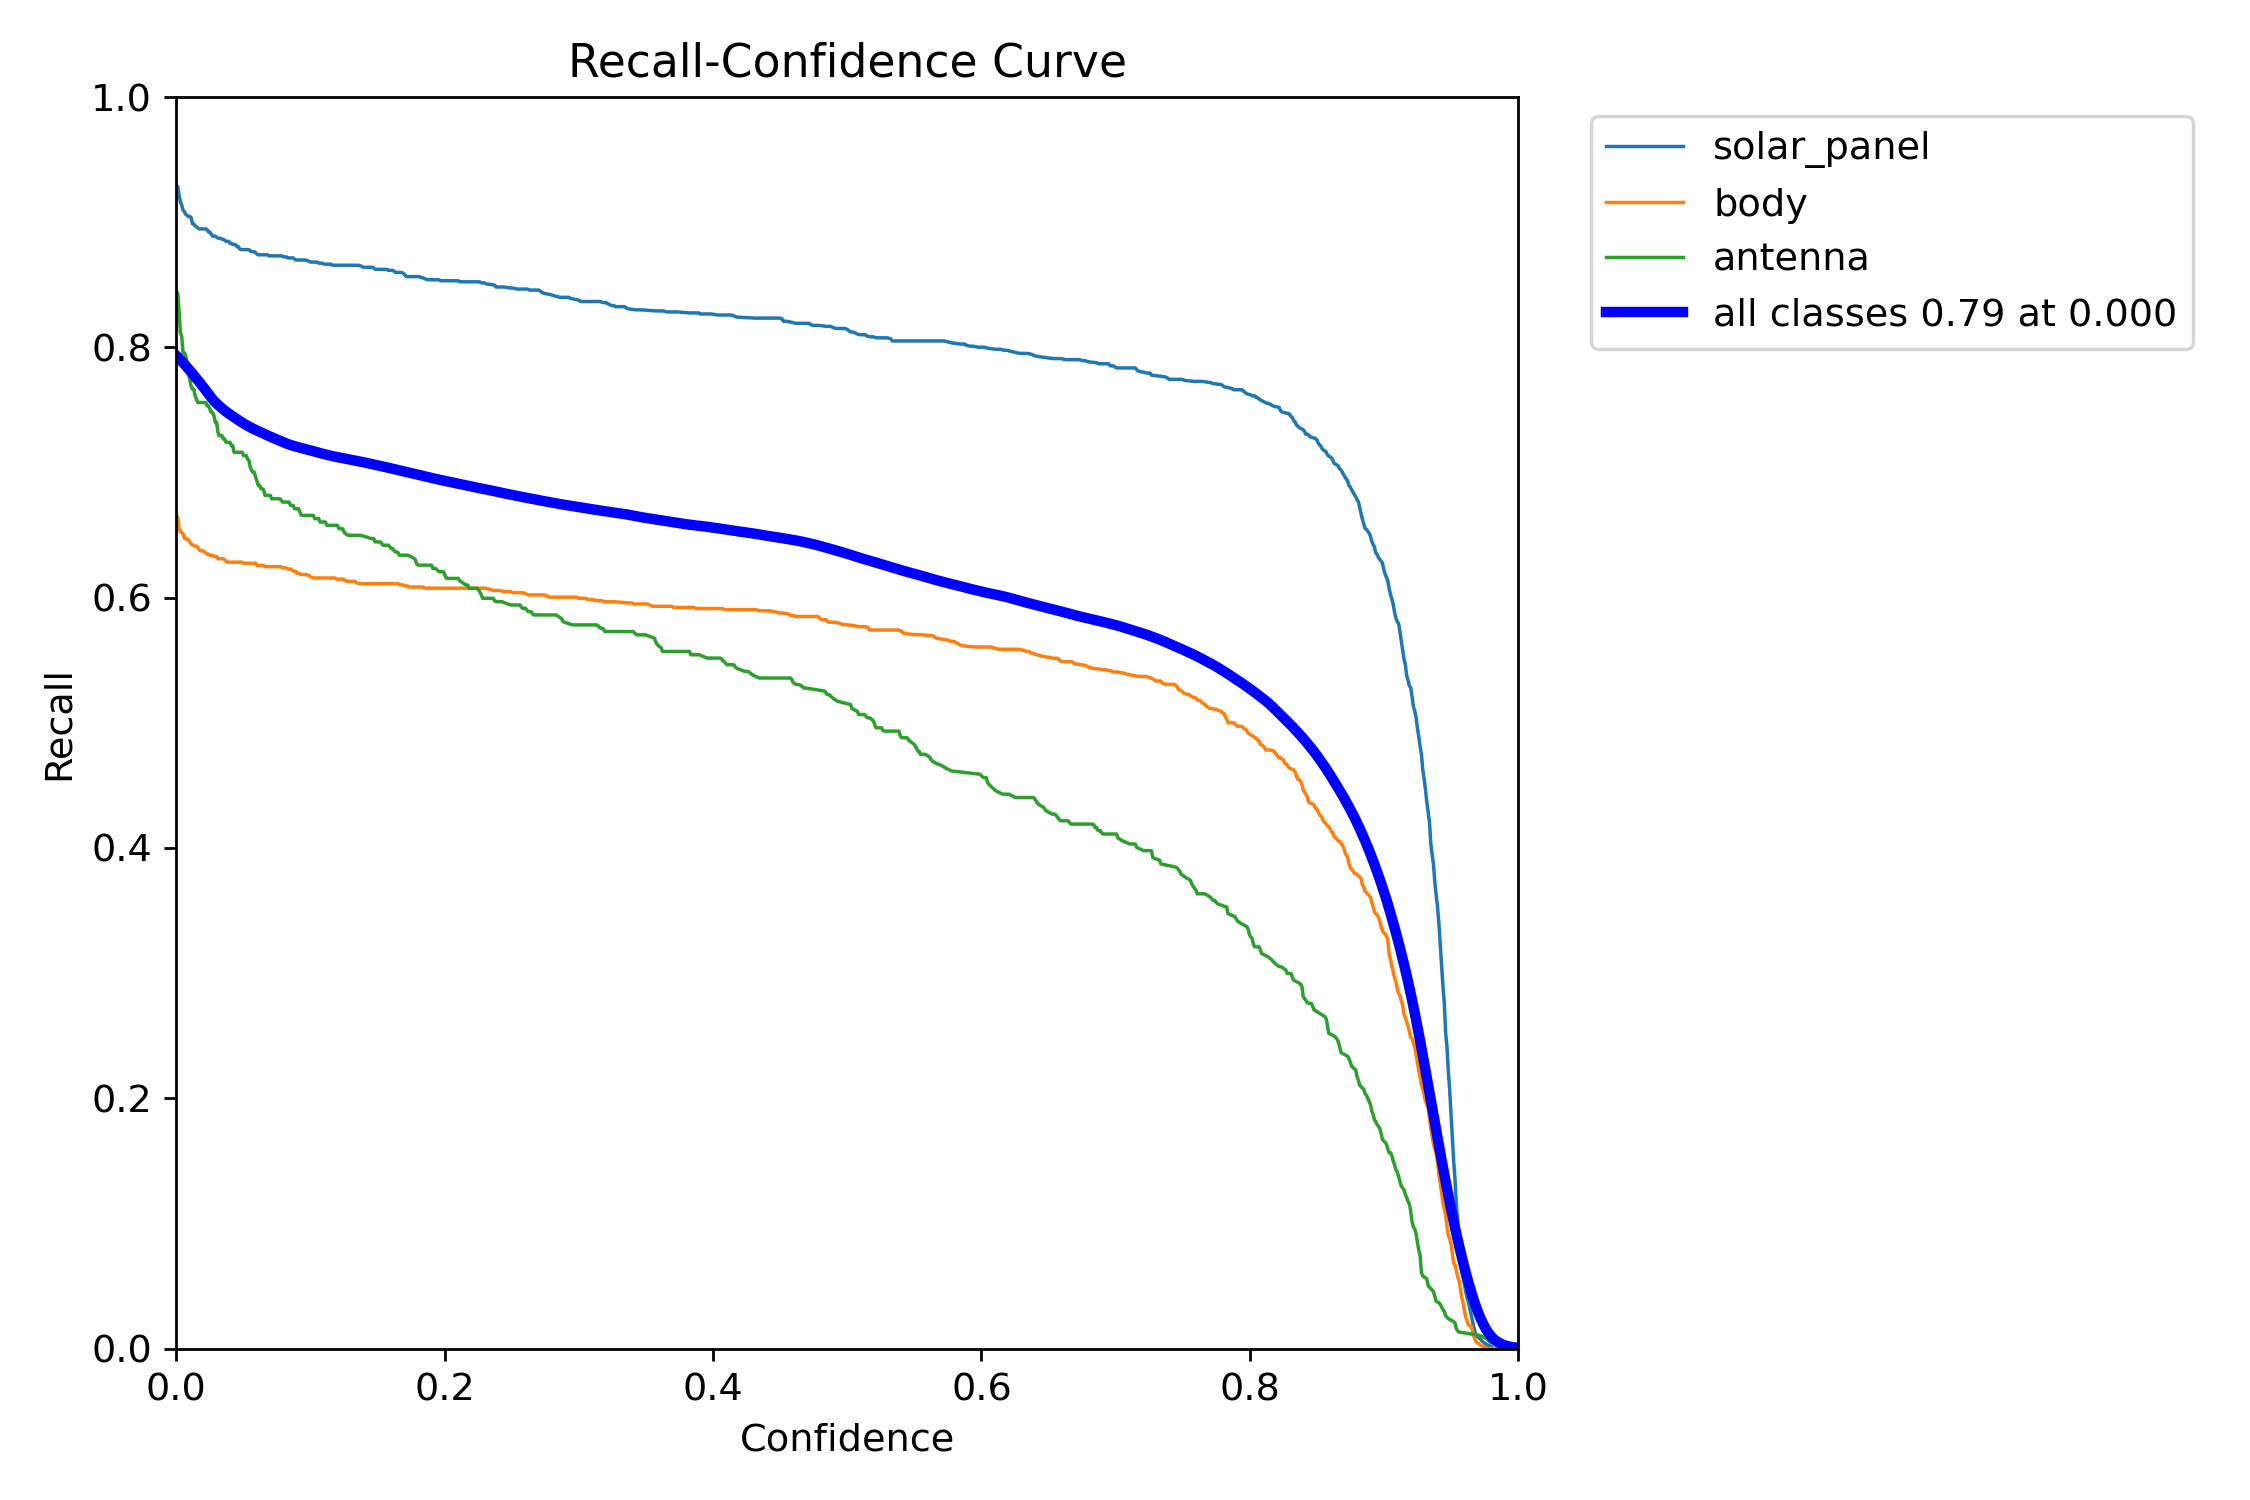 Recall-Confidence Curve
1.0
0.8
0.6
0.4
0.2
0.0
Recall
0.0 0.2 0.4 0.6 0.8 1.0
Confidence
solar_panel
body
antenna
all classes 0.79 at 0.000